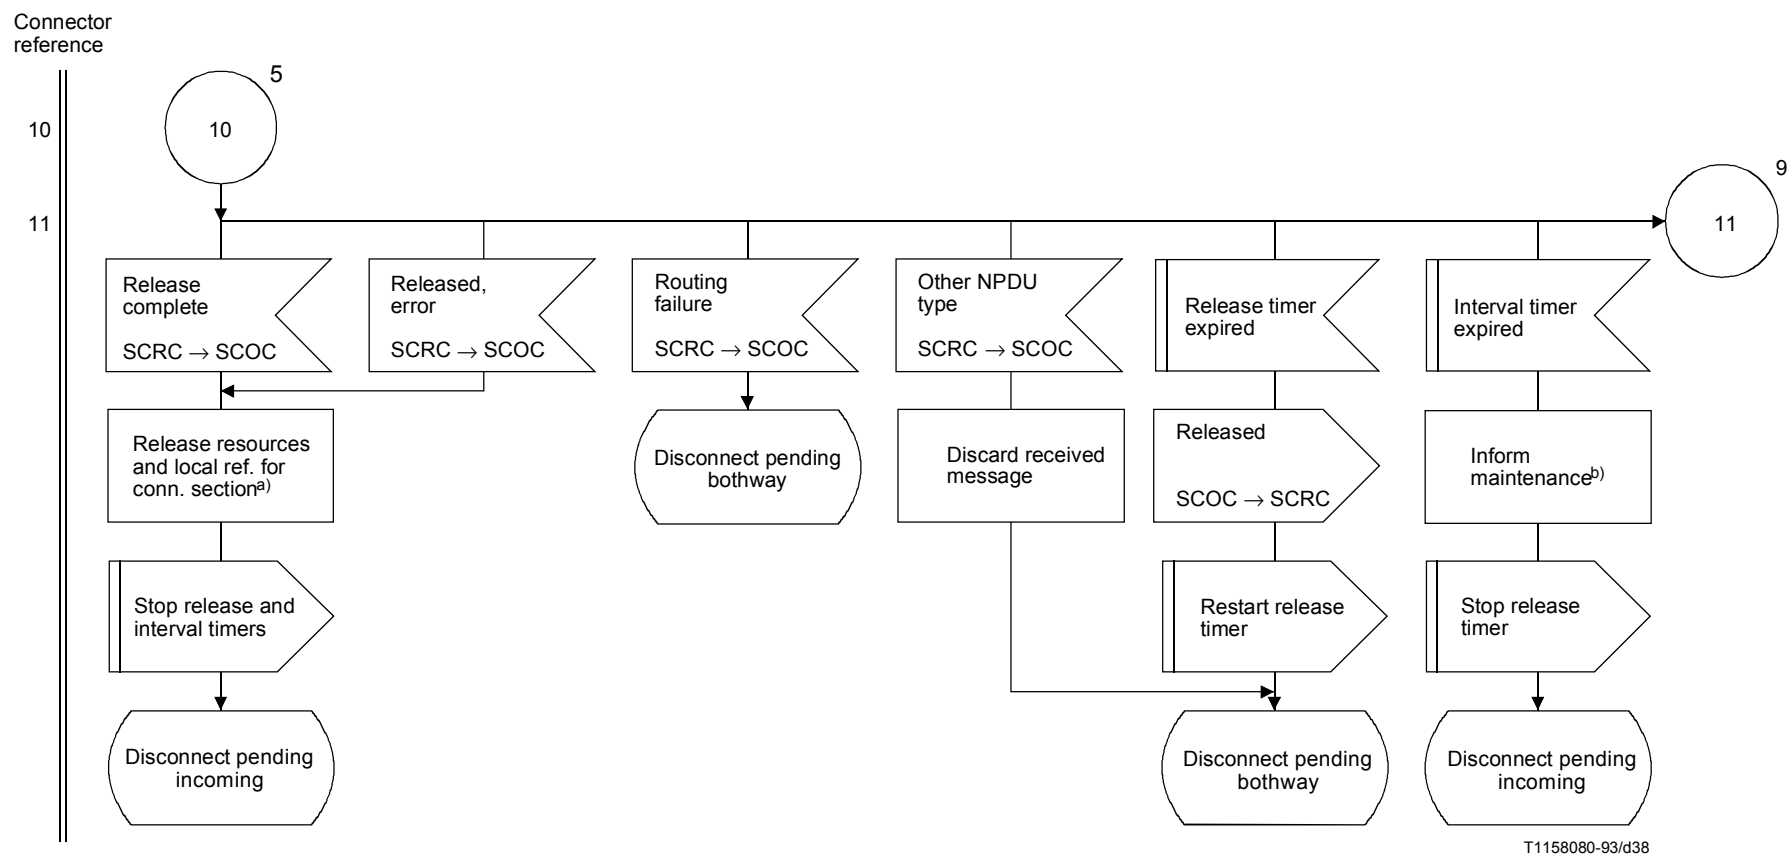 Connector
reference
5
10
10
9
11
11
Release
complete
SCRC → SCOC
Released,
error
SCRC → SCOC
Routing
failure
SCRC → SCOC
Other NPDU
type
SCRC → SCOC
Release timer
expired
Interval timer
expired
Release resources
and local ref. for
conn. section a)
Disconnect pending
bothway
Discard received
message
Released
SCOC → SCRC
Inform
maintenance b)
Stop release and
interval timers
Restart release
timer
Stop release
timer
Disconnect pending
incoming
Disconnect pending
bothway
Disconnect pending
incoming
T1158080-93/d38